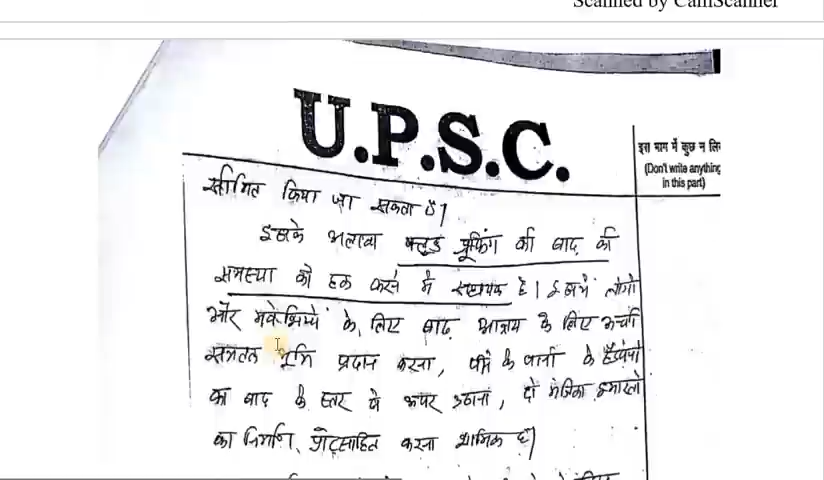 Scanned by CamScanner
U.P.S.C.
इस भाग में कुछ न लि
(Don't write anything
in this part)
सीमित किया जा सकता है।
इसके अलावा फ्लड प्रूफिंग की बाढ़ की
समस्या को हल करने में सहायक है। इसमें लोगों
और मवेशियों के लिए बाढ़ आश्रय के लिए ऊंची
समतल भूमि प्रदान करना, पीने के पानी के हैंडपंपों
को बाढ़ के स्तर से ऊपर उठाना, दो मंजिला इमारतों
का निर्माण प्रोत्साहित करना शामिल है।